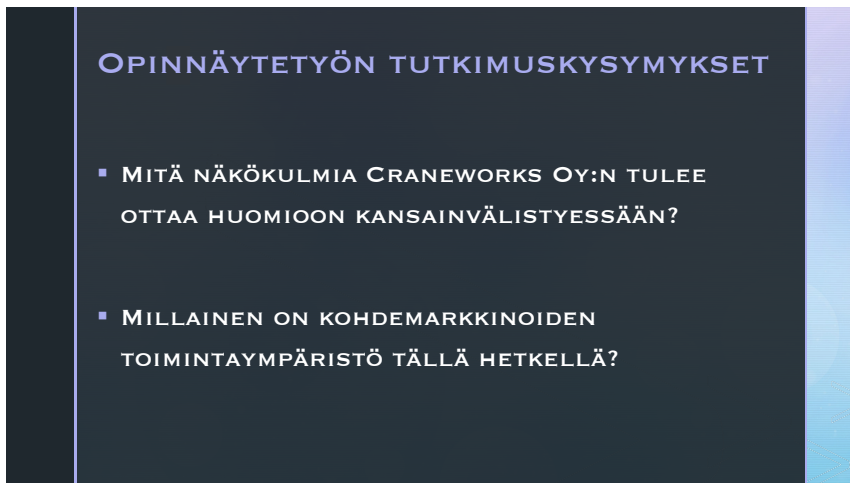 Opinnäytetyön tutkimuskysymykset
▪ Mitä näkökulmia Craneworks Oy:n tulee
ottaa huomioon kansainvälistyessään?
▪ Millainen on kohdemarkkinoiden
toimintaympäristö tällä hetkellä?